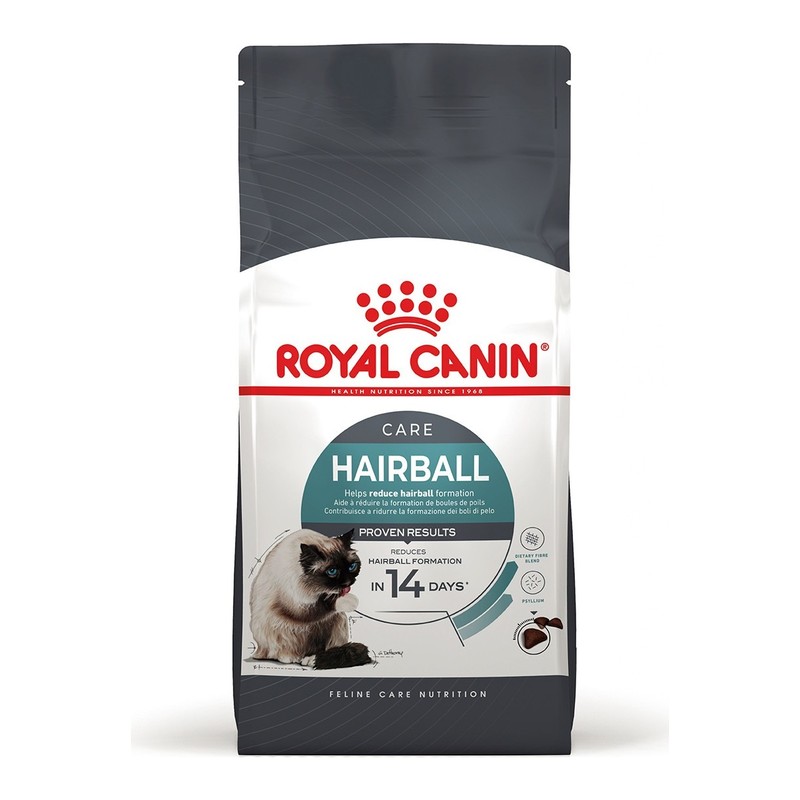 ROYAL CANIN®
HEALTH NUTRITION SINCE 1968
CARE
HAIRBALL
Helps reduce hairball formation
Aide à réduire la formation de boules de poils
Contribuisce a ridurre la formazione dei boli di pelo
PROVEN RESULTS
REDUCES
HAIRBALL FORMATION
IN 14 DAYS*
DIETARY FIBRE
BLEND
PSYLLIUM
FELINE CARE NUTRITION